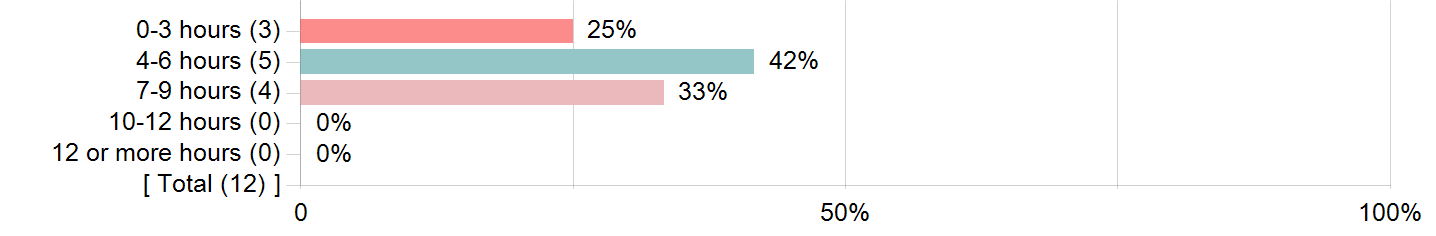 0-3 hours (3) 25%
4-6 hours (5) 42%
7-9 hours (4) 33%
10-12 hours (0) 0%
12 or more hours (0) 0%
[ Total (12) ]
0 50% 100%